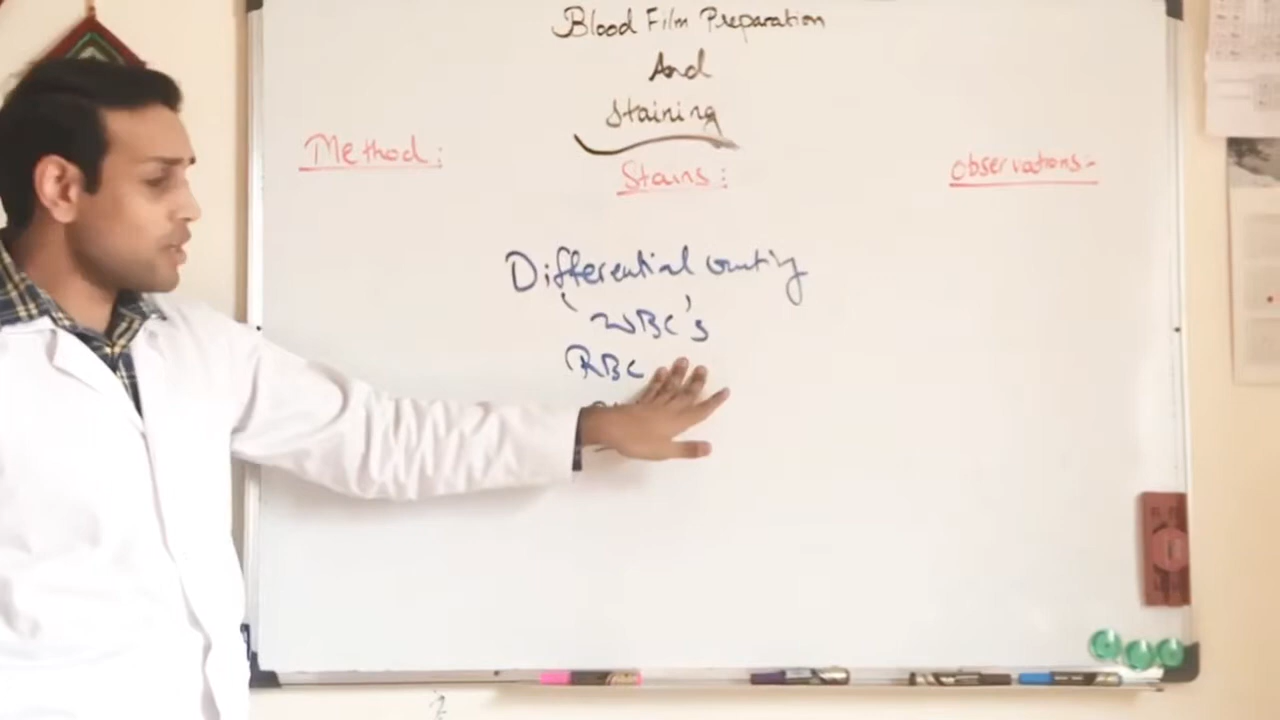 Blood Film Preparation
And
Staining
Method:
Stains:
Observations:-
Differential counting
WBC's
RBC